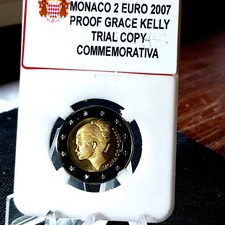 MONACO 2 EURO 2007
PROOF GRACE KELLY
TRIAL COPY
COMMEMORATIVA